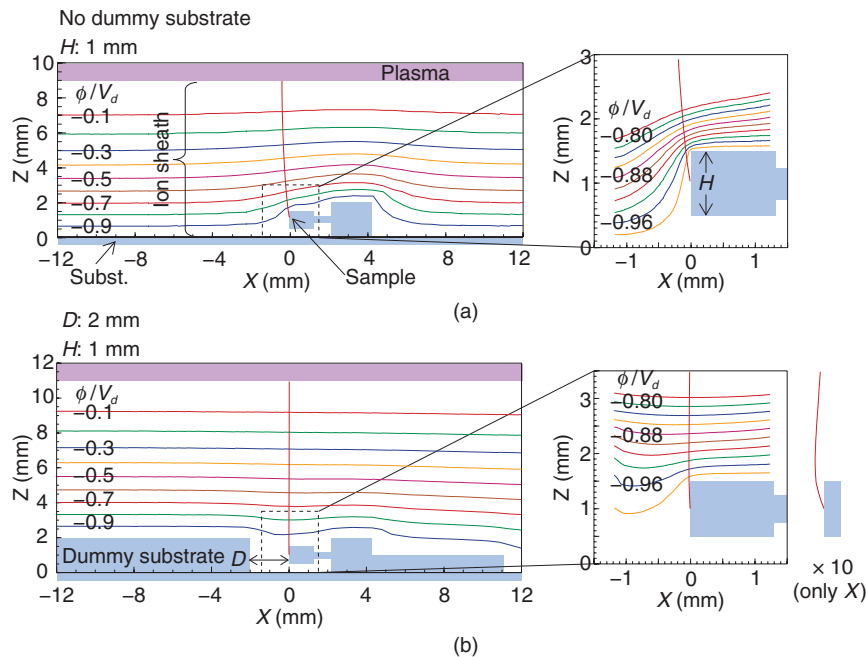 No dummy substrate
H: 1 mm
Z (mm)
10
8
6
4
2
0
ϕ/V_d
−0.1
−0.3
−0.5
−0.7
−0.9
Ion sheath
Plasma
−12 −8 −4 0 4 8 12
Subst.
X (mm)
Sample
Z (mm)
3
2
1
0
ϕ/V_d
−0.80
−0.88
−0.96
H
−1 0 1
X (mm)
(a)
D: 2 mm
H: 1 mm
Z (mm)
12
10
8
6
4
2
0
ϕ/V_d
−0.1
−0.3
−0.5
−0.7
−0.9
Dummy substrate D
−12 −8 −4 0 4 8 12
X (mm)
Z (mm)
3
2
1
0
ϕ/V_d
−0.80
−0.88
−0.96
−1 0 1
X (mm)
× 10
(only X)
(b)